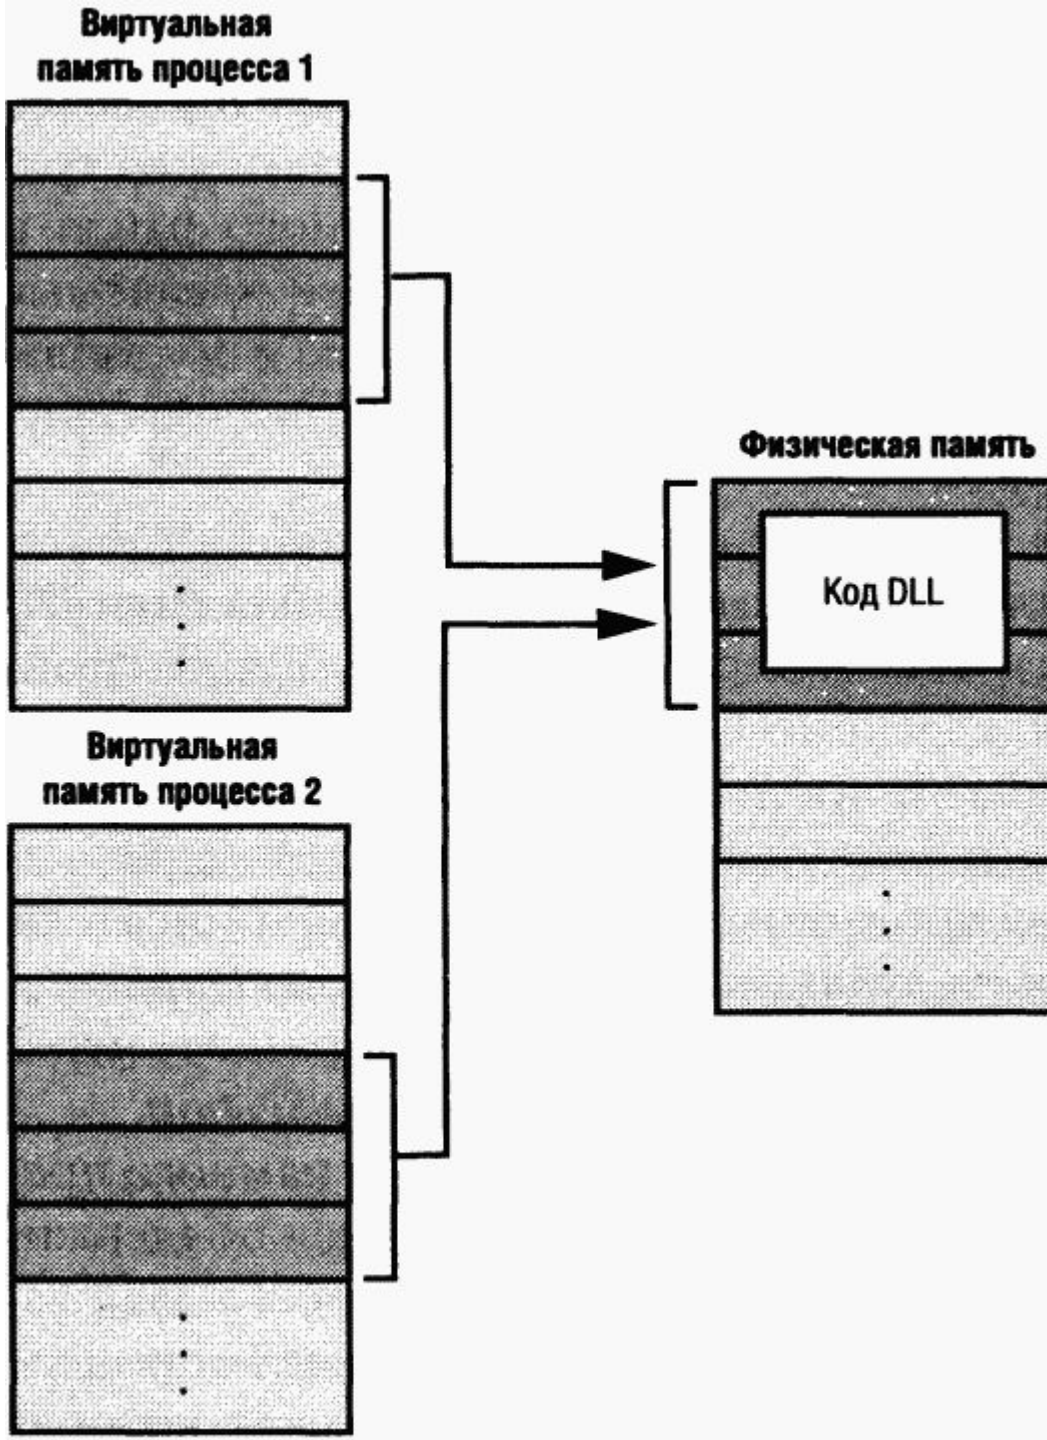 Виртуальная
память процесса 1
Физическая память
Код DLL
Виртуальная
память процесса 2